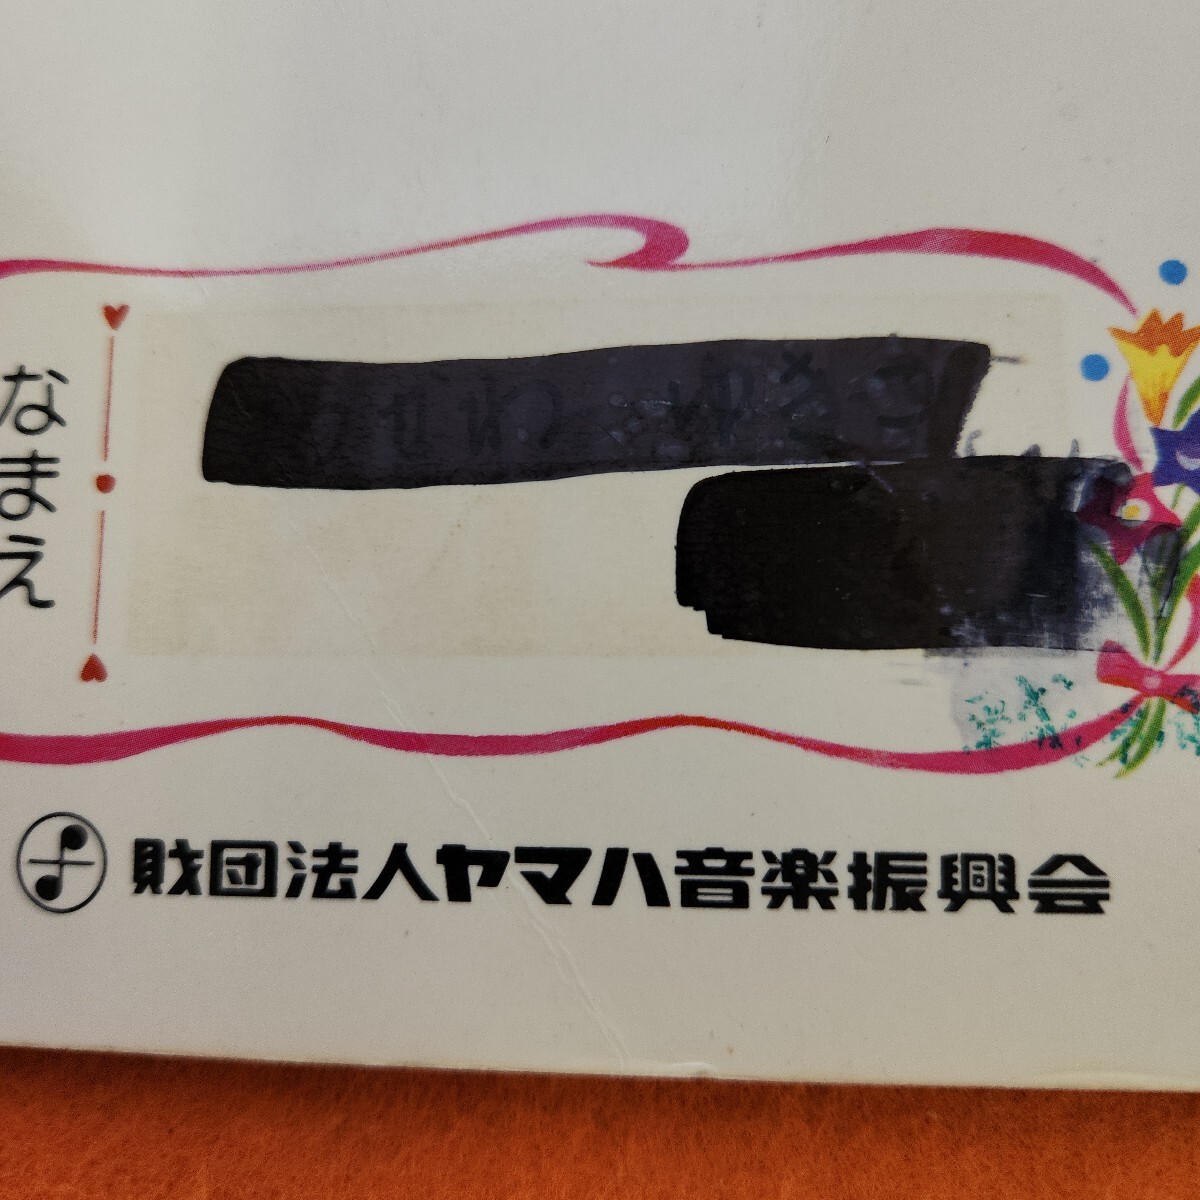 なまえ
財団法人ヤマハ音楽振興会